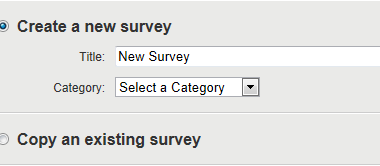 Create a new survey
Title: New Survey
Category: Select a Category
Copy an existing survey